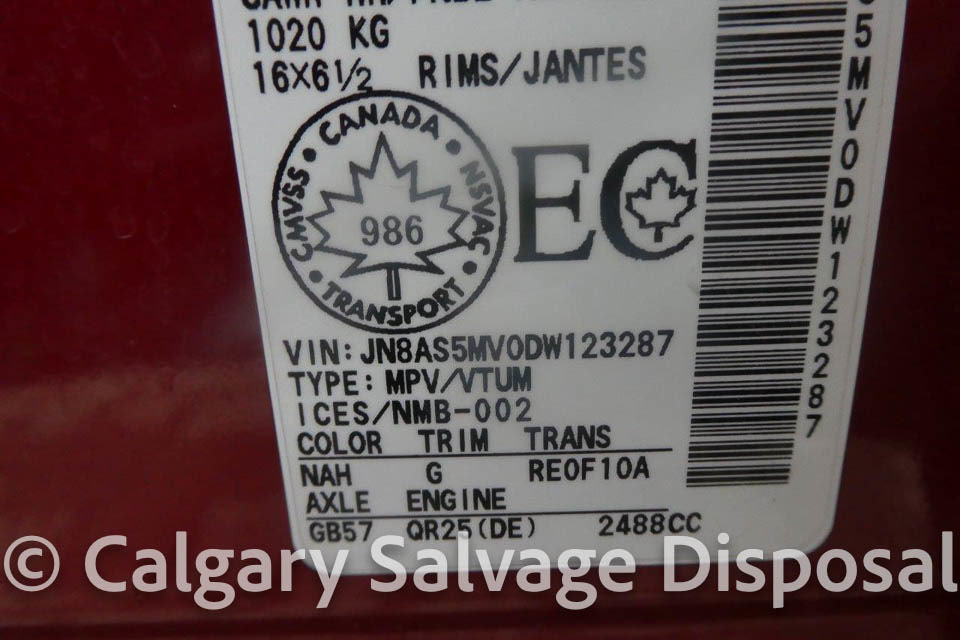 1020 KG
16X6½ RIMS/JANTES
CANADA
CMVSS
NSVAC
986
TRANSPORT
EC
5MV0DW123287
VIN: JN8AS5MV0DW123287
TYPE: MPV/VTUM
ICES/NMB-002
COLOR TRIM TRANS
NAH G RE0F10A
AXLE ENGINE
GB57 QR25(DE) 2488CC
© Calgary Salvage Disposal